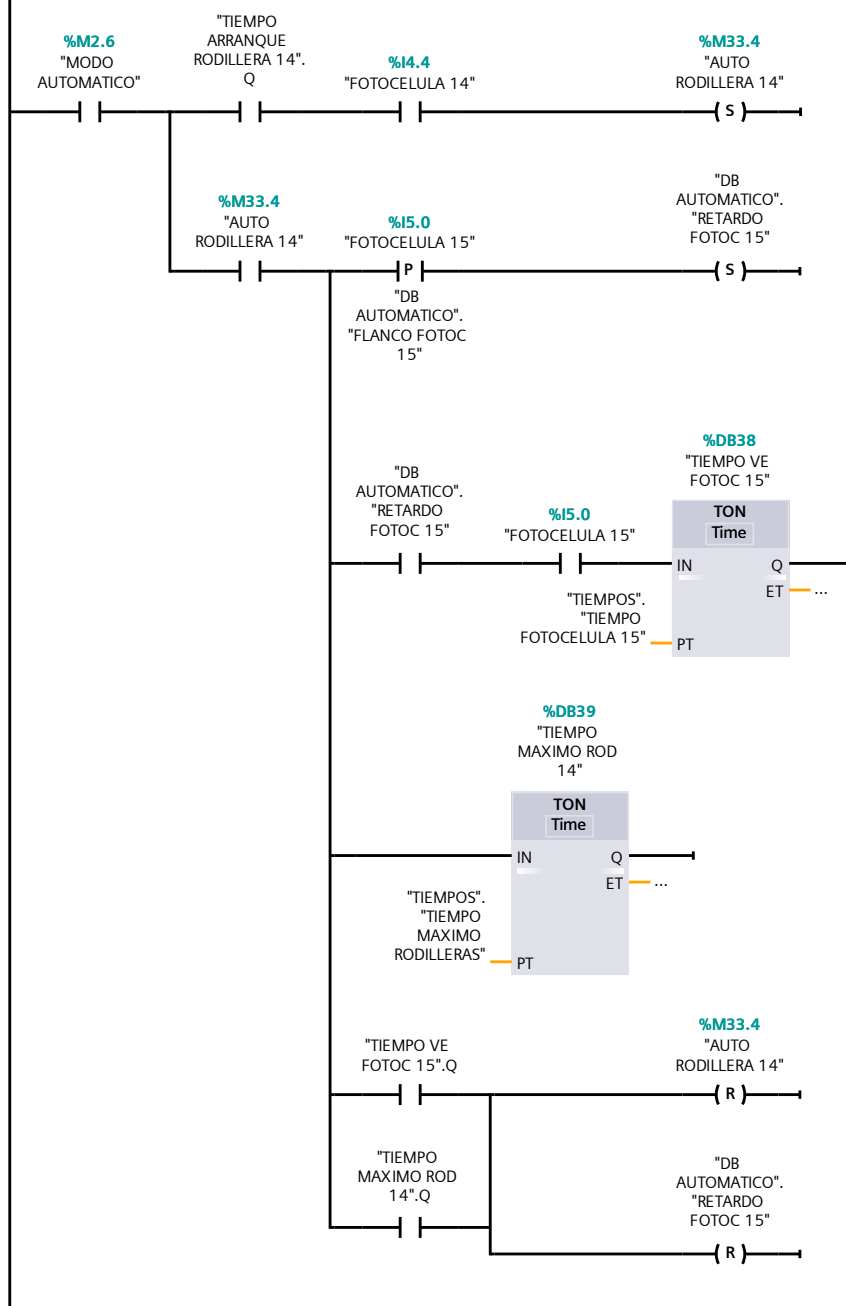 %M2.6
"MODO
AUTOMATICO"
"TIEMPO
ARRANQUE
RODILLERA 14".
Q
%I4.4
"FOTOCELULA 14"
%M33.4
"AUTO
RODILLERA 14"
S
%M33.4
"AUTO
RODILLERA 14"
%I5.0
"FOTOCELULA 15"
P
"DB
AUTOMATICO".
"FLANCO FOTOC
15"
"DB
AUTOMATICO".
"RETARDO
FOTOC 15"
S
"DB
AUTOMATICO".
"RETARDO
FOTOC 15"
%I5.0
"FOTOCELULA 15"
%DB38
"TIEMPO VE
FOTOC 15"
TON
Time
IN Q
ET ...
"TIEMPOS".
"TIEMPO
FOTOCELULA 15"
PT
%DB39
"TIEMPO
MAXIMO ROD
14"
TON
Time
IN Q
ET ...
"TIEMPOS".
"TIEMPO
MAXIMO
RODILLERAS"
PT
"TIEMPO VE
FOTOC 15".Q
%M33.4
"AUTO
RODILLERA 14"
R
"TIEMPO
MAXIMO ROD
14".Q
"DB
AUTOMATICO".
"RETARDO
FOTOC 15"
R